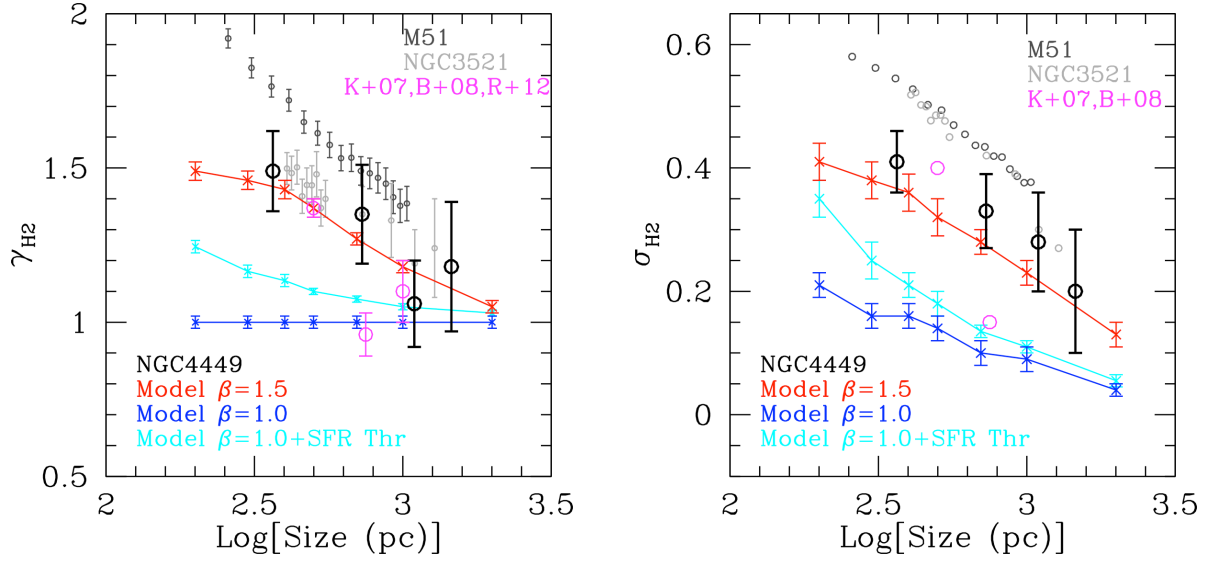 2
1.5
1
0.5
γH2
M51
NGC3521
K+07,B+08,R+12
NGC4449
Model β=1.5
Model β=1.0
Model β=1.0+SFR Thr
2 2.5 3 3.5
Log[Size (pc)]
0.6
0.4
0.2
0
σH2
M51
NGC3521
K+07,B+08
NGC4449
Model β=1.5
Model β=1.0
Model β=1.0+SFR Thr
2 2.5 3 3.5
Log[Size (pc)]